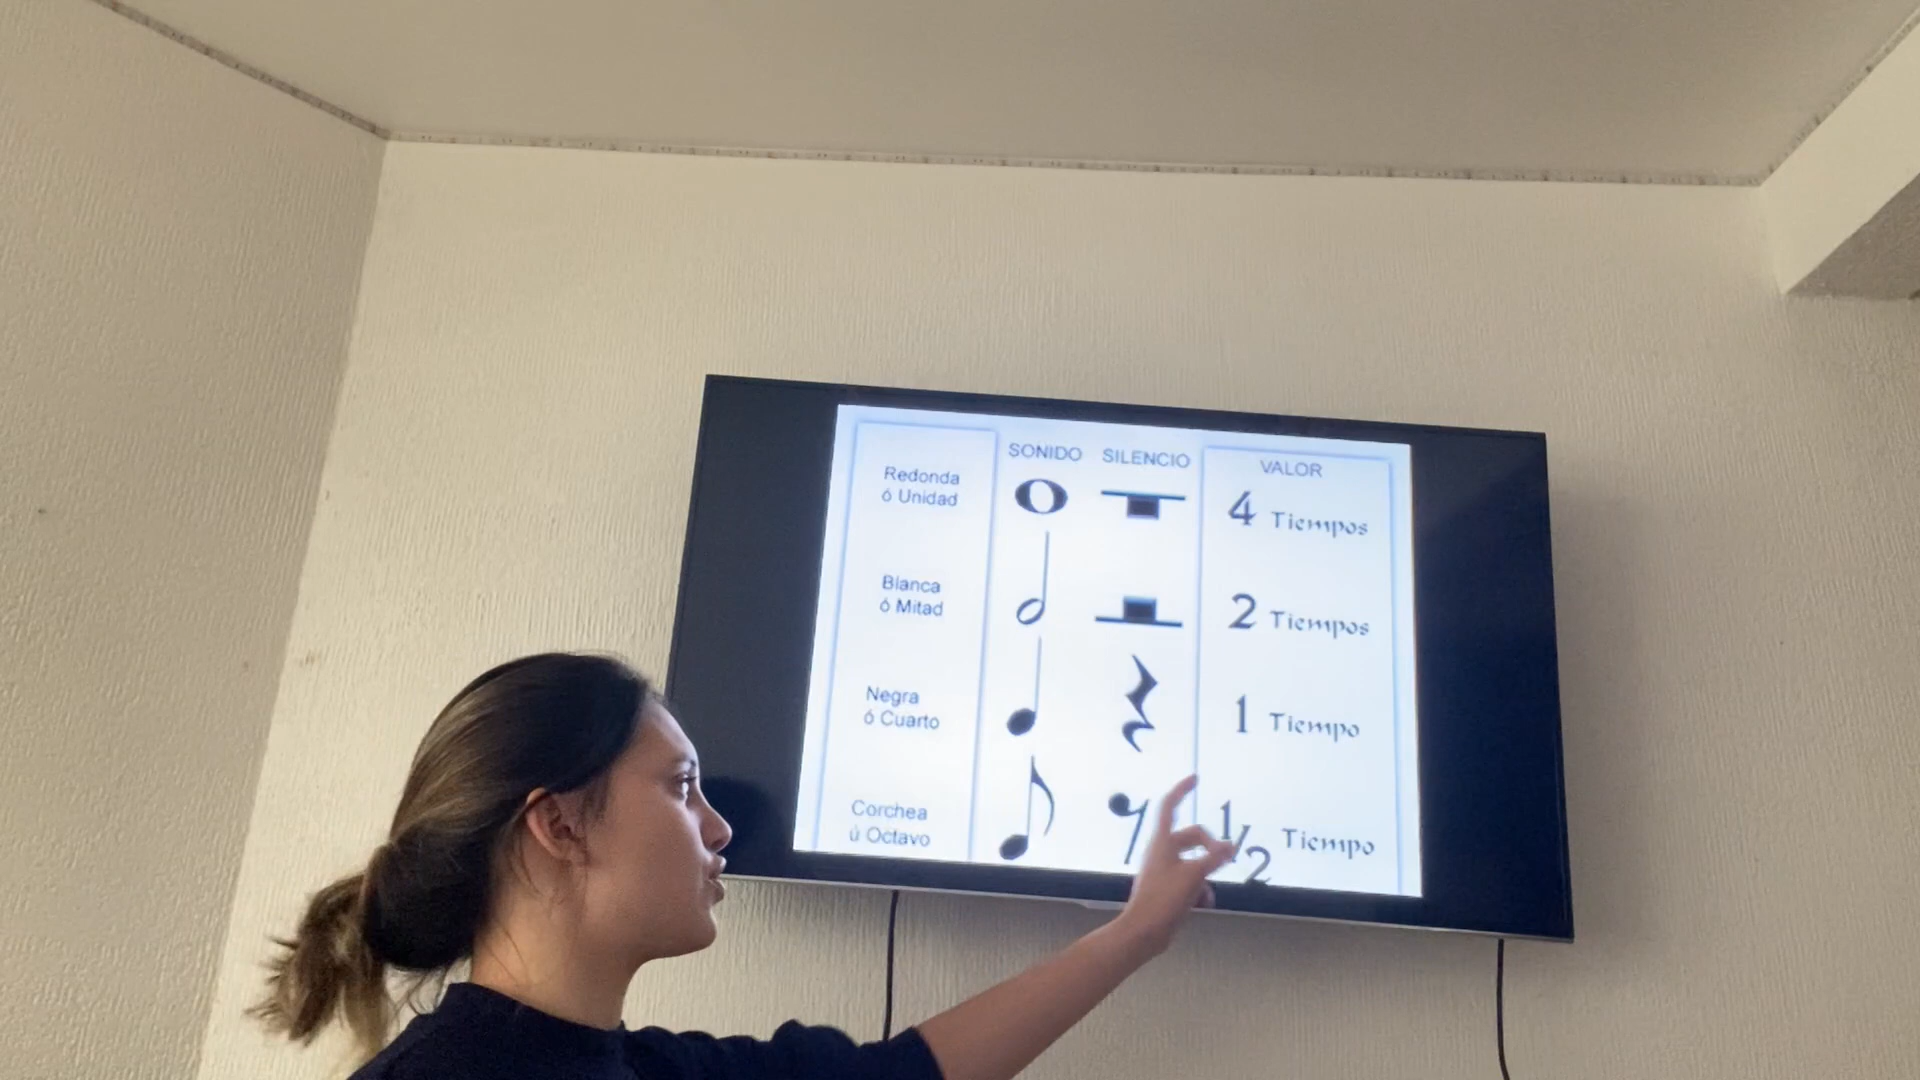 SONIDO SILENCIO VALOR
Redonda
ó Unidad
4 Tiempos
Blanca
ó Mitad
2 Tiempos
Negra
ó Cuarto
1 Tiempo
Corchea
ú Octavo
1/2 Tiempo